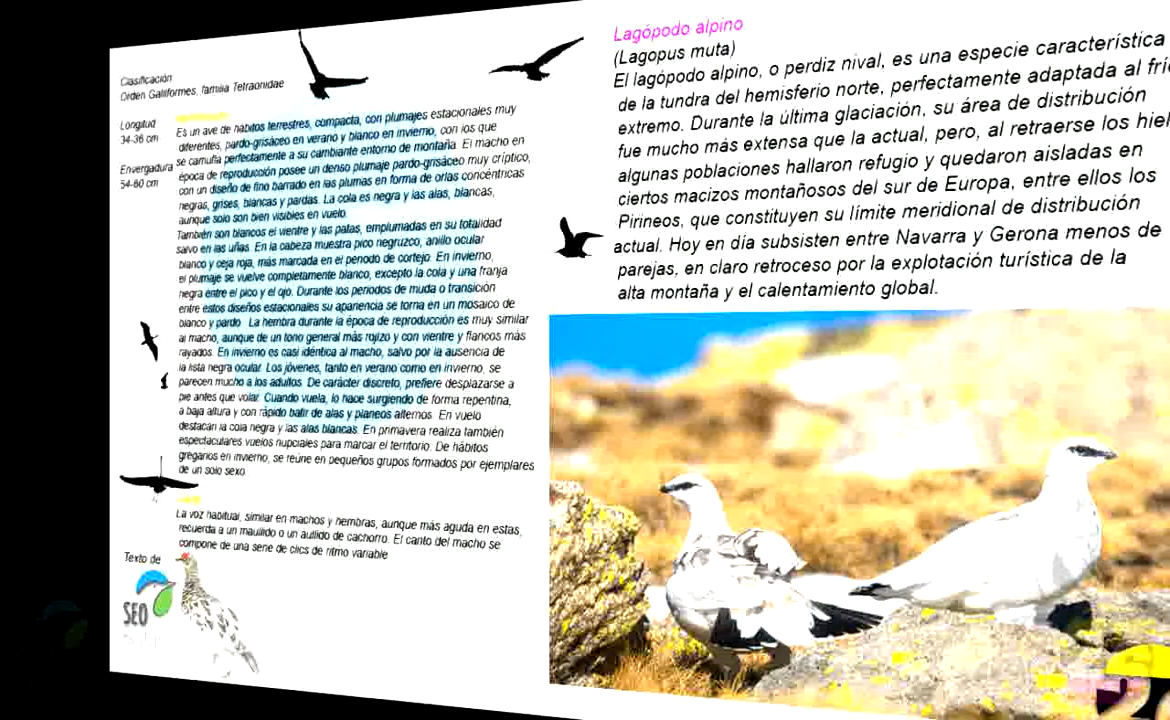 Clasificación
Orden Galliformes, familia Tetraonidae
Longitud
34-36 cm
Envergadura
54-60 cm
Es un ave de hábitos terrestres, compacta, con plumajes estacionales muy
diferentes, pardo-grisáceo en verano y blanco en invierno, con los que
se camufla perfectamente a su cambiante entorno de montaña. El macho en
época de reproducción posee un denso plumaje pardo-grisáceo muy críptico,
con un diseño de fino barrado en las plumas en forma de orlas concéntricas
negras, grises, blancas y pardas. La cola es negra y las alas, blancas,
aunque solo son bien visibles en vuelo.
También son blancos el vientre y las patas, emplumadas en su totalidad
salvo en las uñas. En la cabeza muestra pico negruzco, anillo ocular
blanco y ceja roja, más marcada en el periodo de cortejo. En invierno,
el plumaje se vuelve completamente blanco, excepto la cola y una franja
negra entre el pico y el ojo. Durante los periodos de muda o transición
entre estos diseños estacionales su apariencia se torna en un mosaico de
blanco y pardo. La hembra durante la época de reproducción es muy similar
al macho, aunque de un tono general más rojizo y con vientre y flancos más
rayados. En invierno es casi idéntica al macho, salvo por la ausencia de
la lista negra ocular. Los jóvenes, tanto en verano como en invierno, se
parecen mucho a los adultos. De carácter discreto, prefiere desplazarse a
pie antes que volar. Cuando vuela, lo hace surgiendo de forma repentina,
a baja altura y con rápido batir de alas y planeos alternos. En vuelo
destacan la cola negra y las alas blancas. En primavera realiza también
espectaculares vuelos nupciales para marcar el territorio. De hábitos
gregarios en invierno, se reúne en pequeños grupos formados por ejemplares
de un solo sexo.
La voz habitual, similar en machos y hembras, aunque más aguda en estas,
recuerda a un maullido o un aullido de cachorro. El canto del macho se
compone de una serie de clics de ritmo variable
Texto de
SEO
Lagópodo alpino
(Lagopus muta)
El lagópodo alpino, o perdiz nival, es una especie característica
de la tundra del hemisferio norte, perfectamente adaptada al frí
extremo. Durante la última glaciación, su área de distribución
fue mucho más extensa que la actual, pero, al retraerse los hiel
algunas poblaciones hallaron refugio y quedaron aisladas en
ciertos macizos montañosos del sur de Europa, entre ellos los
Pirineos, que constituyen su límite meridional de distribución
actual. Hoy en día subsisten entre Navarra y Gerona menos de
parejas, en claro retroceso por la explotación turística de la
alta montaña y el calentamiento global.